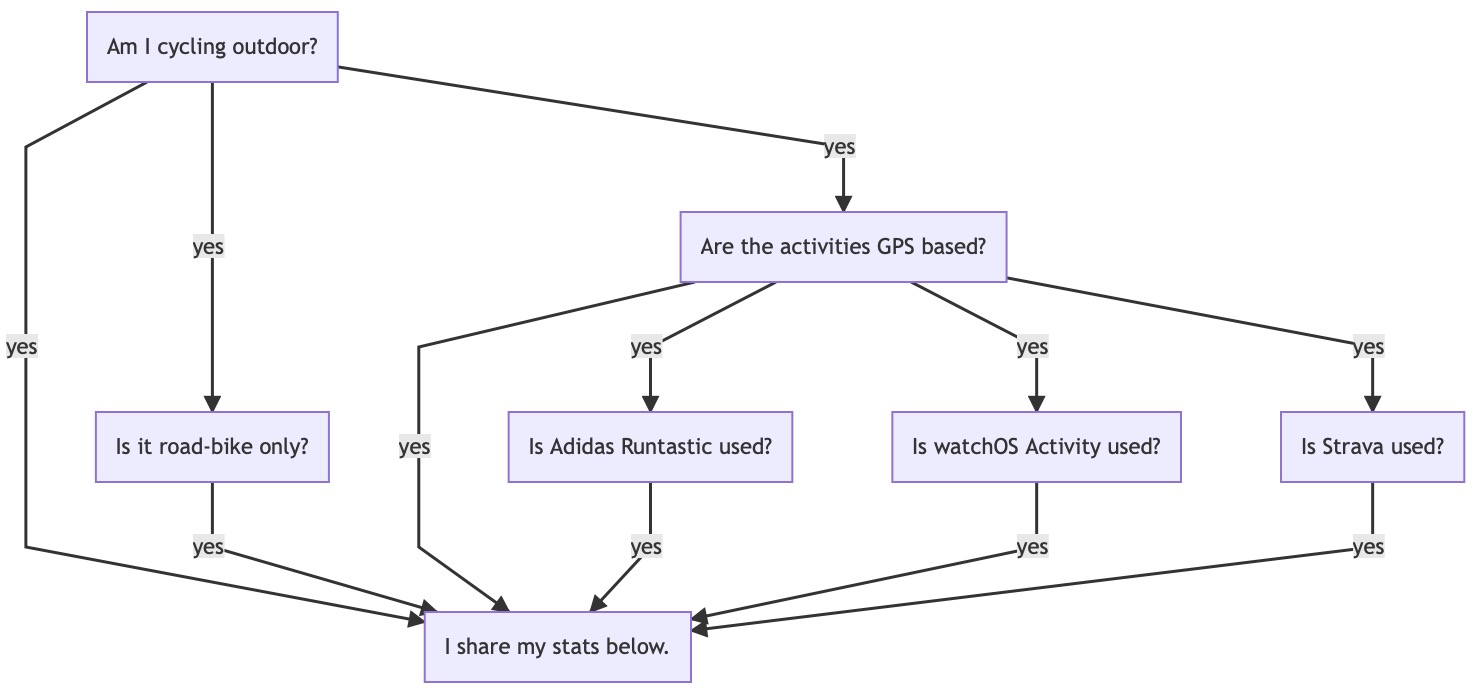 Am I cycling outdoor?
yes
yes
Are the activities GPS based?
yes
yes
yes
yes
yes
Is it road-bike only?
yes
Is Adidas Runtastic used?
Is watchOS Activity used?
Is Strava used?
yes
yes
yes
yes
I share my stats below.